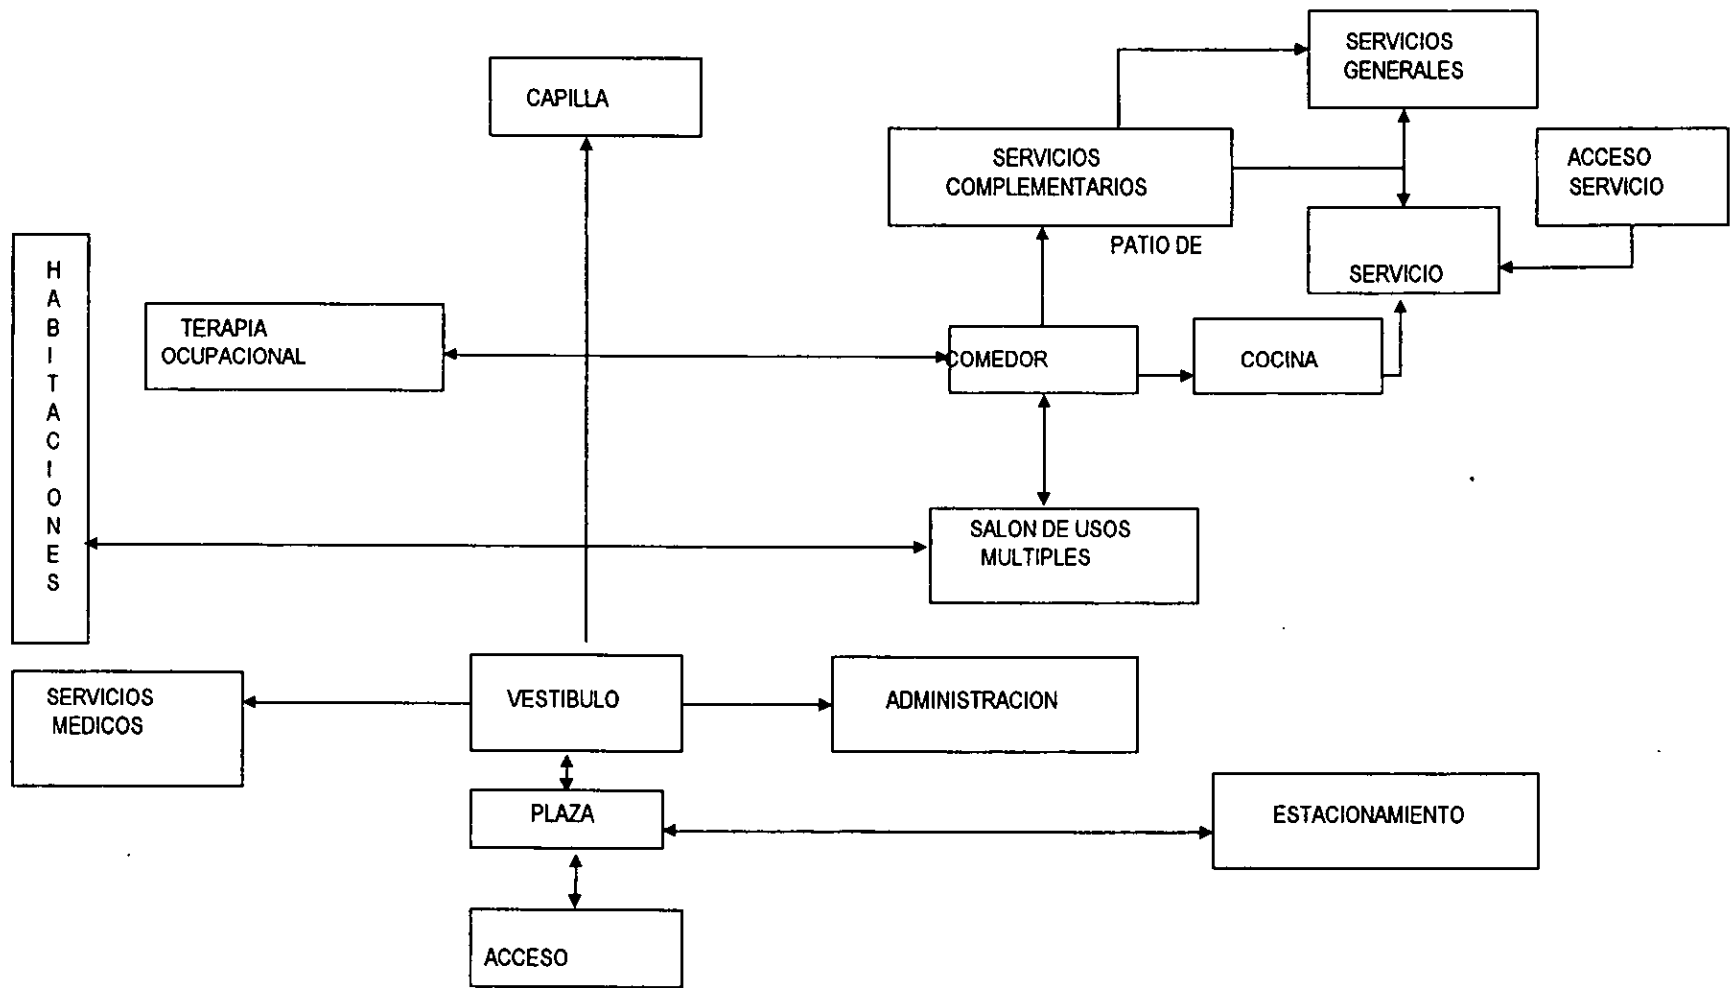 SERVICIOS
GENERALES
CAPILLA
SERVICIOS
COMPLEMENTARIOS
ACCESO
SERVICIO
PATIO DE
SERVICIO
HABITACIONES
TERAPIA
OCUPACIONAL
COMEDOR
COCINA
SALON DE USOS
MULTIPLES
SERVICIOS
MEDICOS
VESTIBULO
ADMINISTRACION
PLAZA
ESTACIONAMIENTO
ACCESO